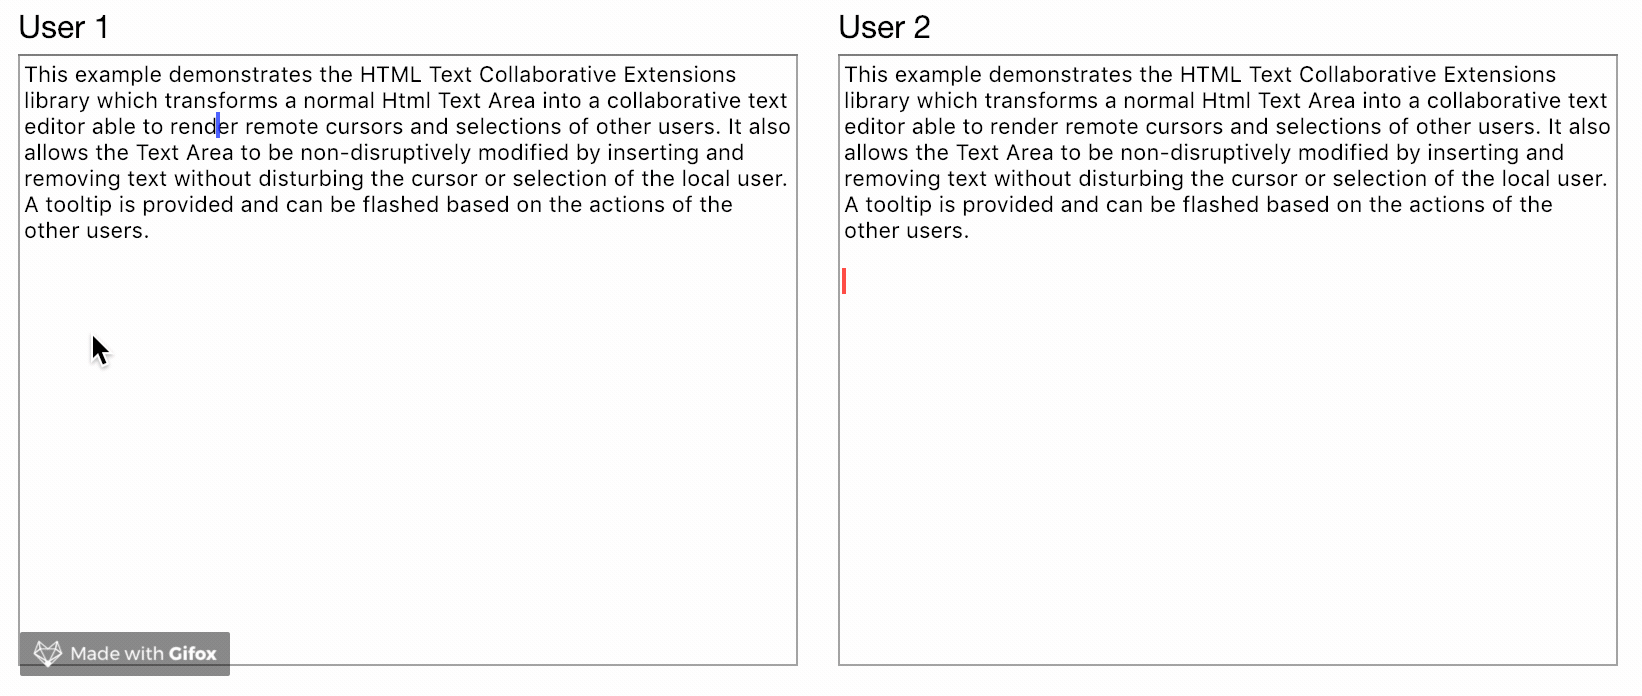 User 1
This example demonstrates the HTML Text Collaborative Extensions
library which transforms a normal Html Text Area into a collaborative text
editor able to render remote cursors and selections of other users. It also
allows the Text Area to be non-disruptively modified by inserting and
removing text without disturbing the cursor or selection of the local user.
A tooltip is provided and can be flashed based on the actions of the
other users.
Made with Gifox
User 2
This example demonstrates the HTML Text Collaborative Extensions
library which transforms a normal Html Text Area into a collaborative text
editor able to render remote cursors and selections of other users. It also
allows the Text Area to be non-disruptively modified by inserting and
removing text without disturbing the cursor or selection of the local user.
A tooltip is provided and can be flashed based on the actions of the
other users.